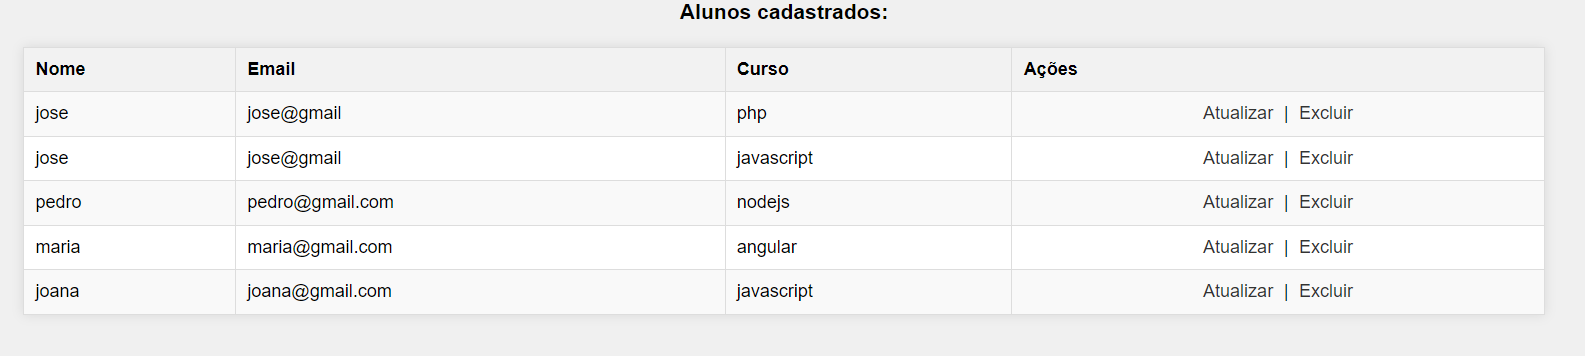 Alunos cadastrados:
Nome Email Curso Ações
jose jose@gmail php Atualizar | Excluir
jose jose@gmail javascript Atualizar | Excluir
pedro pedro@gmail.com nodejs Atualizar | Excluir
maria maria@gmail.com angular Atualizar | Excluir
joana joana@gmail.com javascript Atualizar | Excluir